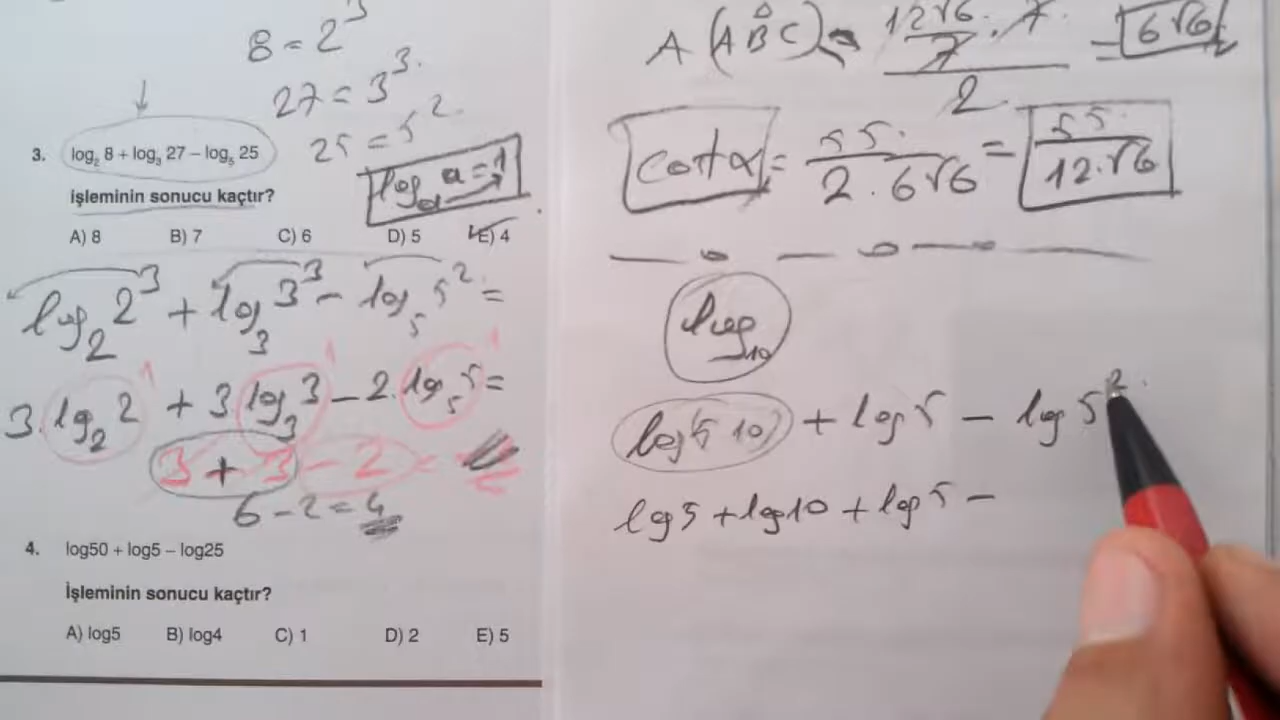 8 = 2³
27 = 3³.
25 = 5²
3. log₂ 8 + log₃ 27 – log₅ 25
işleminin sonucu kaçtır?
logₐ a = 1
A) 8 B) 7 C) 6 D) 5 E) 4
log₂ 2³ + log₃ 3³ – log₅ 5² =
3. log₂ 2 + 3. log₃ 3 – 2. log₅ 5 =
1 1 1
3 + 3 – 2 =
6 – 2 = 4
4. log50 + log5 – log25
İşleminin sonucu kaçtır?
A) log5 B) log4 C) 1 D) 2 E) 5
A(ABC) = 12√6/7 . 7 / 2 = 6√6
cotα = 55. / 2.6√6 = 55. / 12.√6
log₁₀
log(5 10) + log 5 – log 5²
log 5 + log 10 + log 5 –